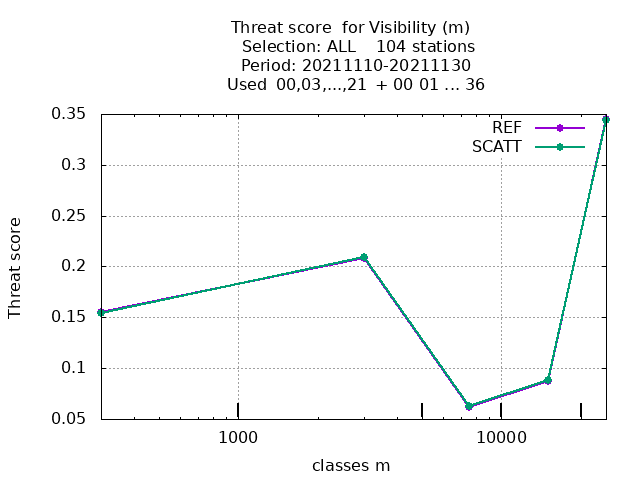 Threat score  for Visibility (m)
Selection: ALL    104 stations
Period: 20211110-20211130
Used  00,03,...,21  + 00 01 ... 36
0.35
REF
SCATT
0.3
0.25
0.2
0.15
0.1
0.05
Threat score
1000
10000
classes m